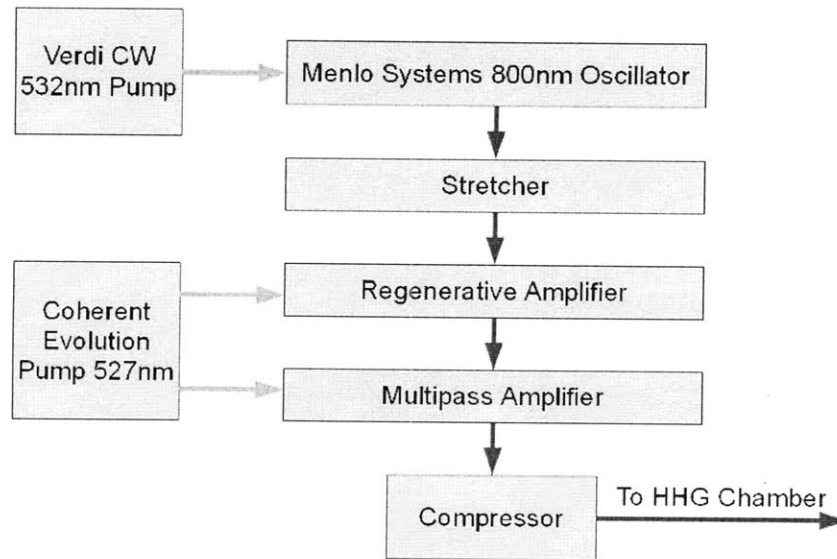 Verdi CW
532nm Pump
Menlo Systems 800nm Oscillator
Stretcher
Coherent
Evolution
Pump 527nm
Regenerative Amplifier
Multipass Amplifier
Compressor
To HHG Chamber